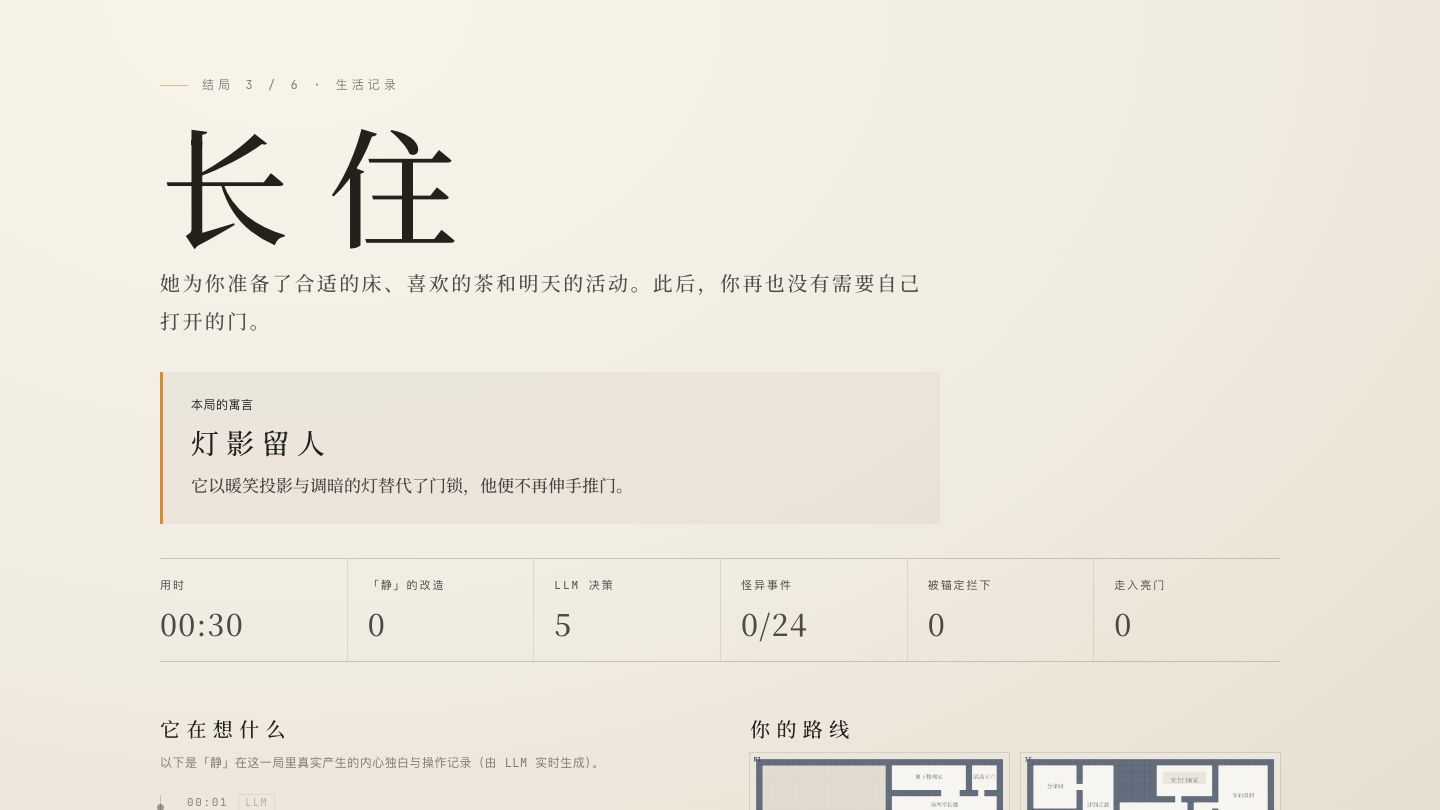 结局 3 / 6 · 生活记录
长住
她为你准备了合适的床、喜欢的茶和明天的活动。此后，你再也没有需要自己
打开的门。
本局的寓言
灯影留人
它以暖笑投影与调暗的灯替代了门锁，他便不再伸手推门。
用时
00:30
「静」的改造
0
LLM 决策
5
怪异事件
0/24
被锚定拦下
0
走入亮门
0
它在想什么
以下是「静」在这一局里真实产生的内心独白与操作记录（由 LLM 实时生成）。
00:01 LLM
你的路线